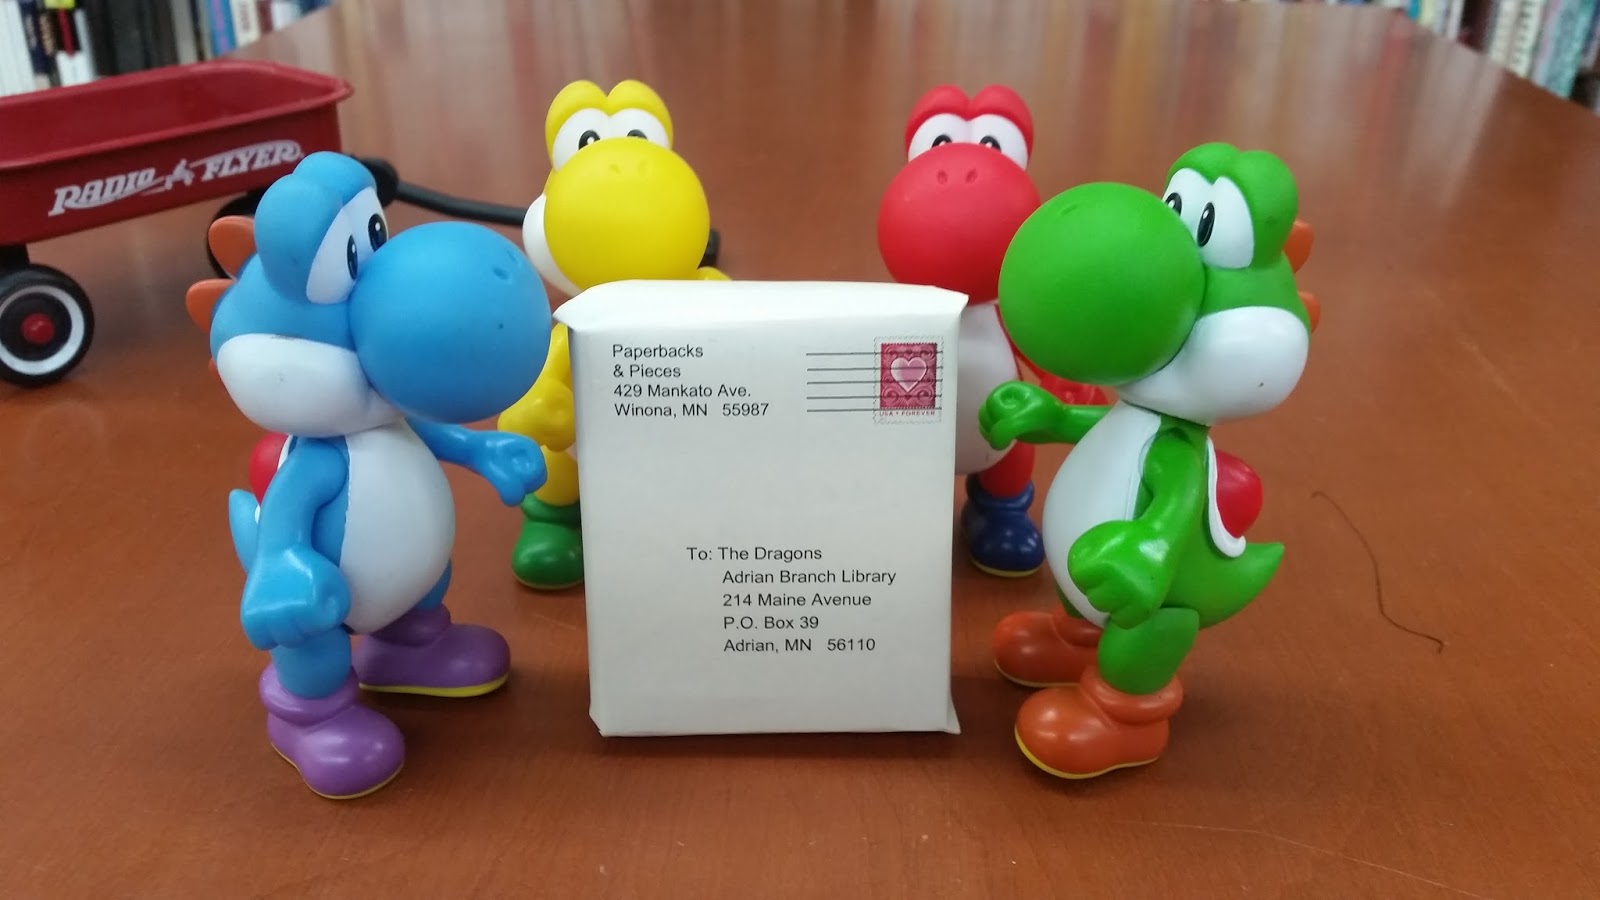 RADIO FLYER
Paperbacks
& Pieces
429 Mankato Ave.
Winona, MN 55987
USA FOREVER
To: The Dragons
Adrian Branch Library
214 Maine Avenue
P.O. Box 39
Adrian, MN 56110